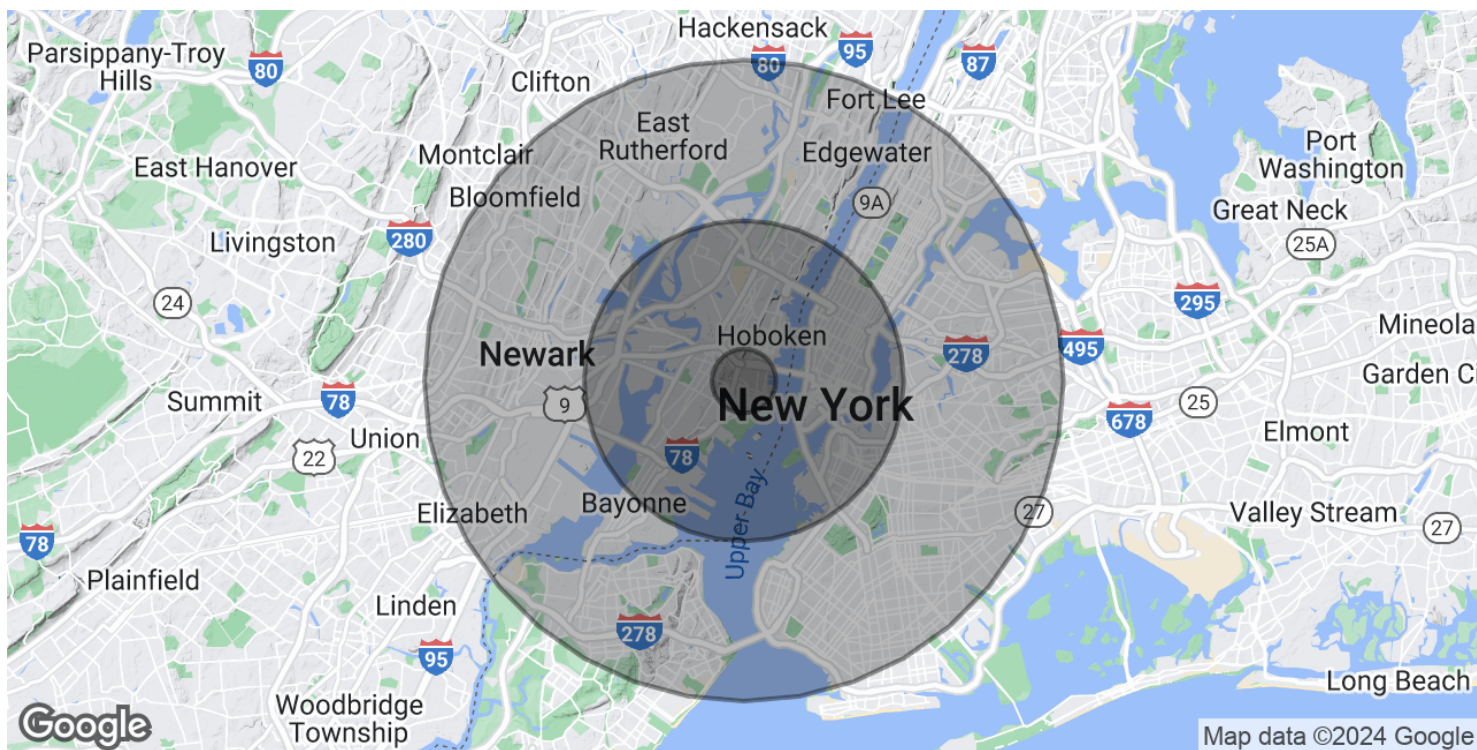 Hackensack
Parsippany-Troy
Hills
80
80
95
87
Clifton
Fort Lee
East
Rutherford
Edgewater
Port
Washington
Montclair
East Hanover
Bloomfield
9A
Great Neck
25A
Livingston
280
24
295
Hoboken
Mineola
Newark
278
495
Garden Ci
Summit
78
9
New York
25
678
Union
22
78
Elmont
Bayonne
Upper Bay
Elizabeth
27
Valley Stream
27
78
Plainfield
Linden
278
95
Long Beach
Woodbridge
Township
Google
Map data ©2024 Google